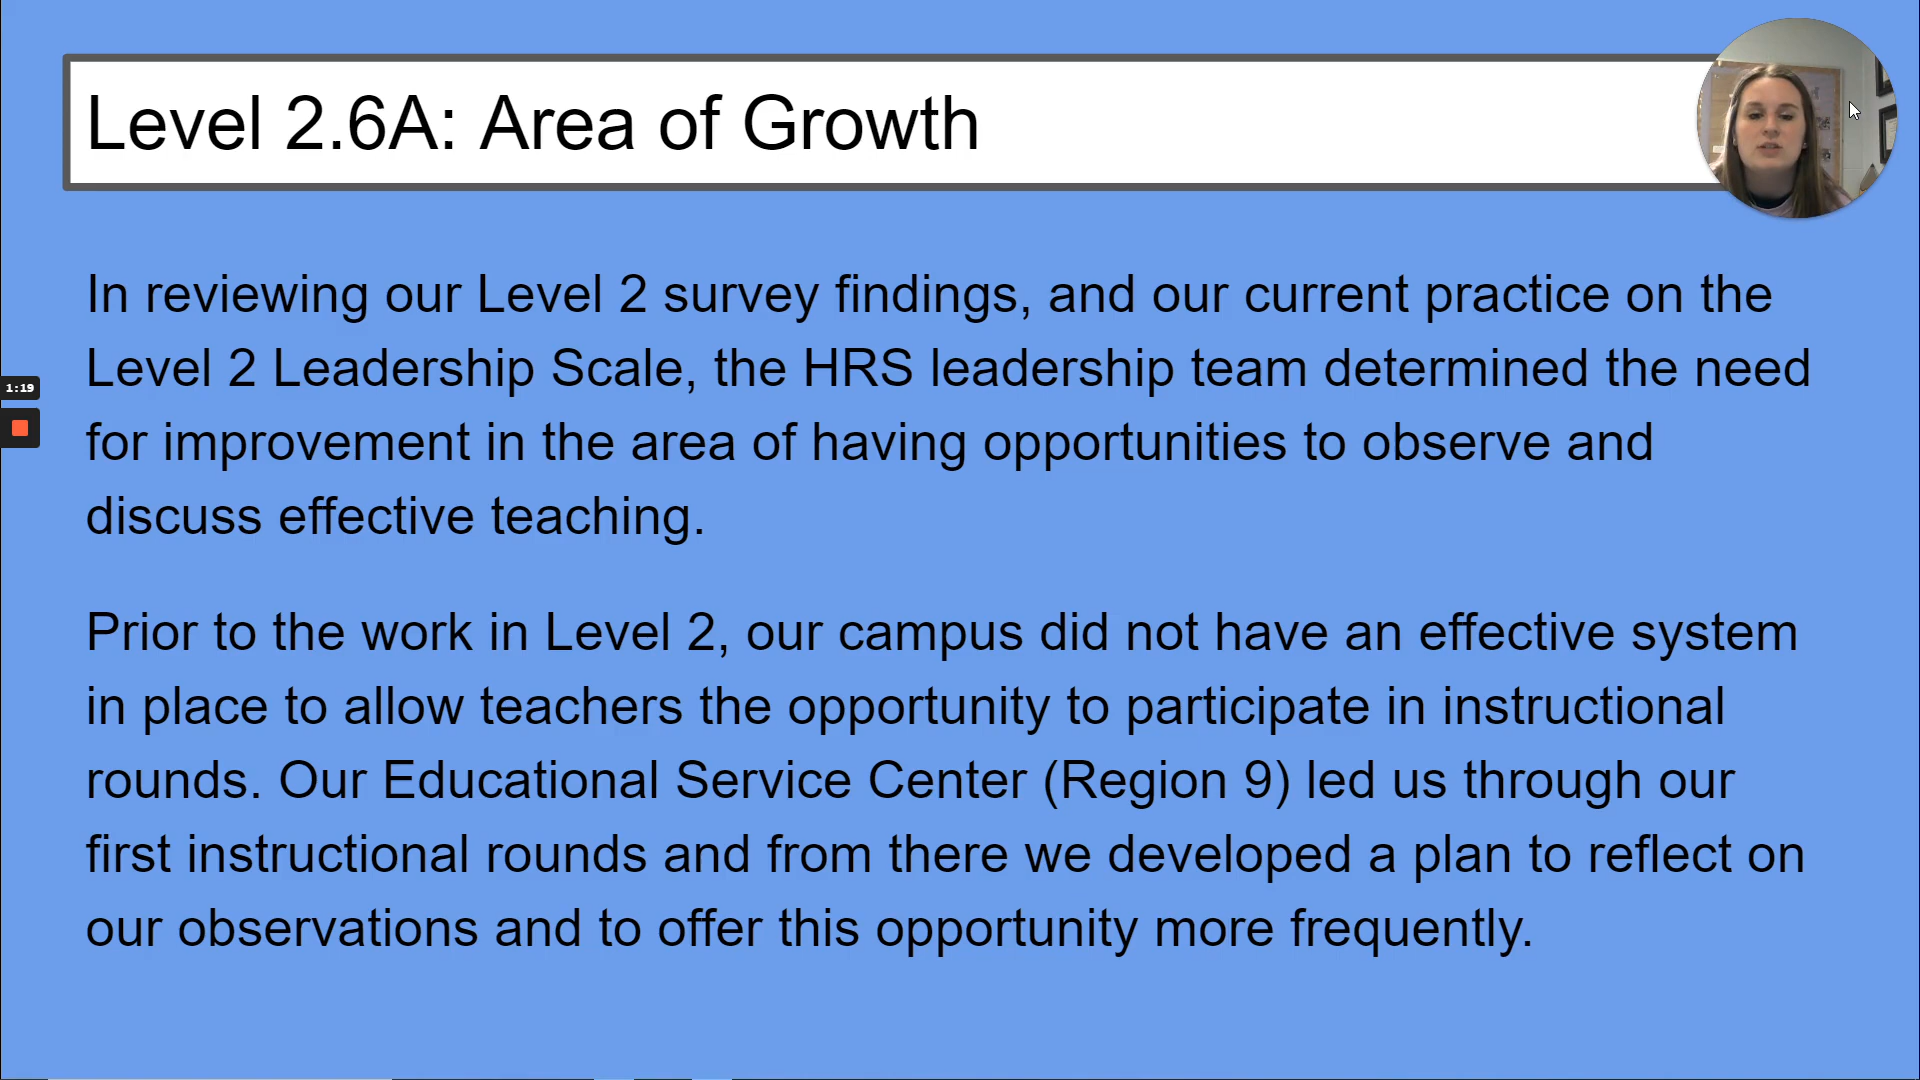 Level 2.6A: Area of Growth
In reviewing our Level 2 survey findings, and our current practice on the
Level 2 Leadership Scale, the HRS leadership team determined the need
for improvement in the area of having opportunities to observe and
discuss effective teaching.
1:19
Prior to the work in Level 2, our campus did not have an effective system
in place to allow teachers the opportunity to participate in instructional
rounds. Our Educational Service Center (Region 9) led us through our
first instructional rounds and from there we developed a plan to reflect on
our observations and to offer this opportunity more frequently.